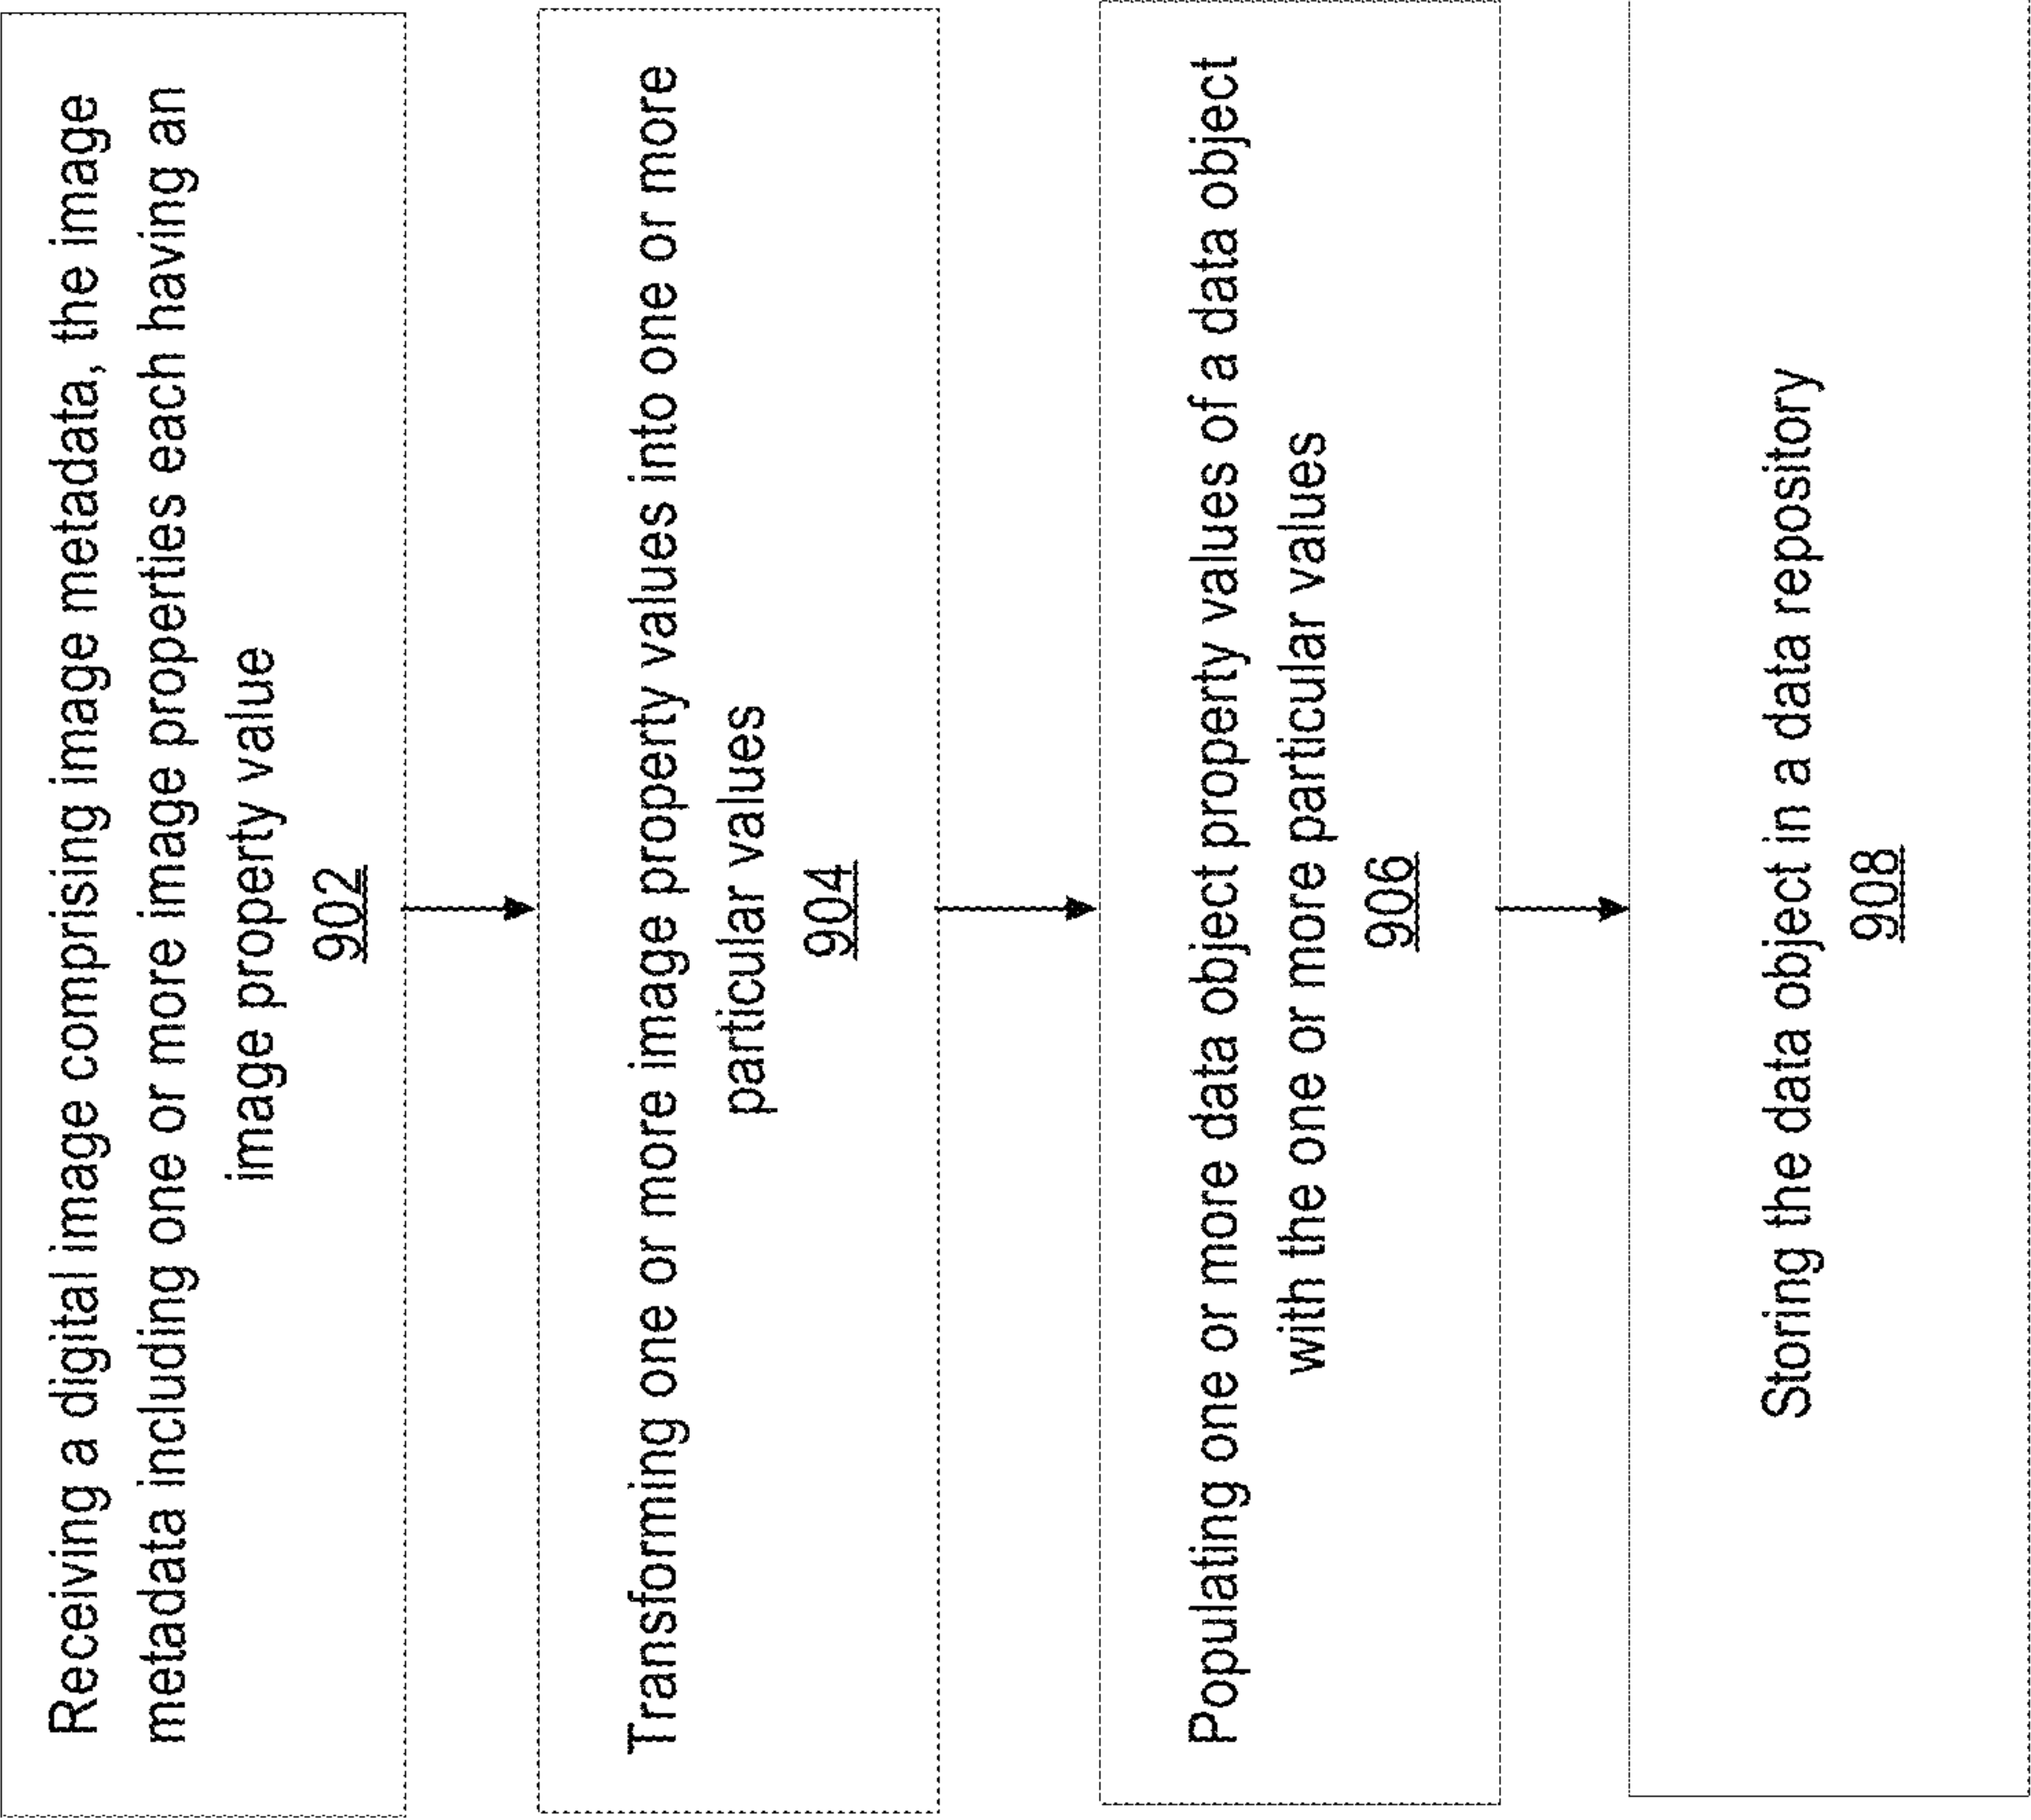 Receiving a digital image comprising image metadata, the image
metadata including one or more image properties each having an
image property value
902
Transforming one or more image property values into one or more
particular values
904
Populating one or more data object property values of a data object
with the one or more particular values
906
Storing the data object in a data repository
908